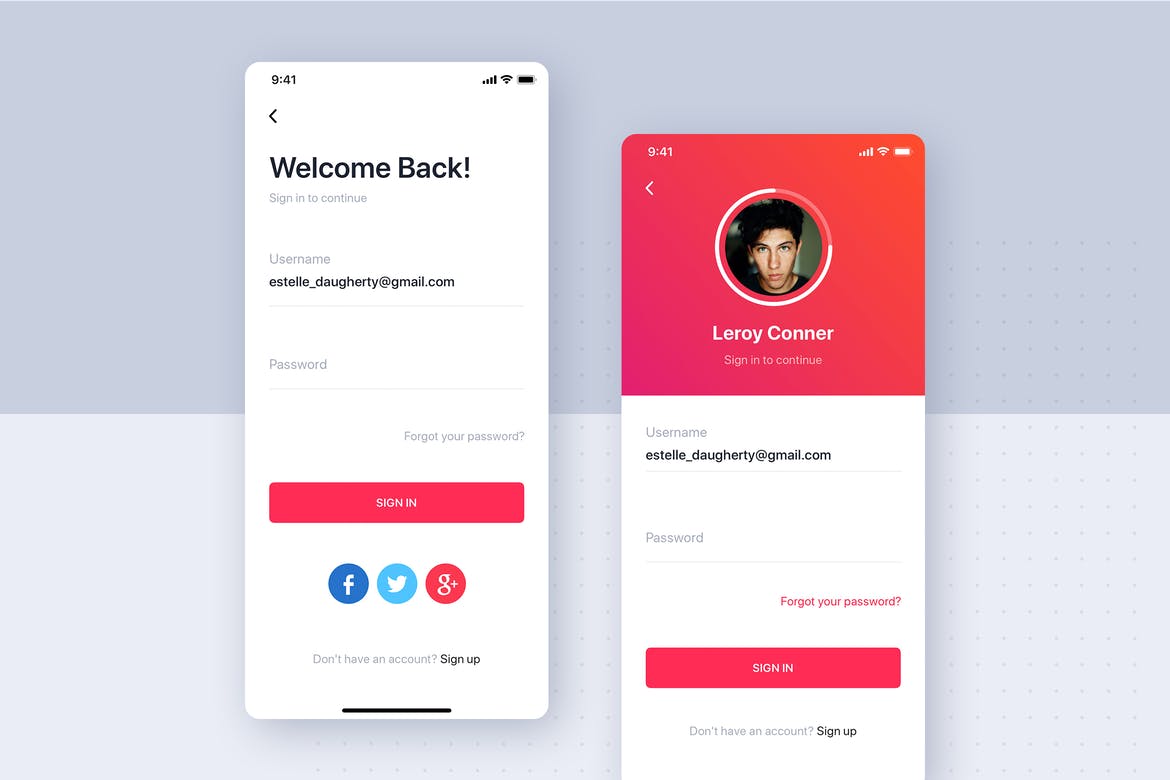 9:41
Welcome Back!
Sign in to continue
Username
estelle_daugherty@gmail.com
Password
Forgot your password?
SIGN IN
f
g+
Don't have an account? Sign up
9:41
Leroy Conner
Sign in to continue
Username
estelle_daugherty@gmail.com
Password
Forgot your password?
SIGN IN
Don't have an account? Sign up